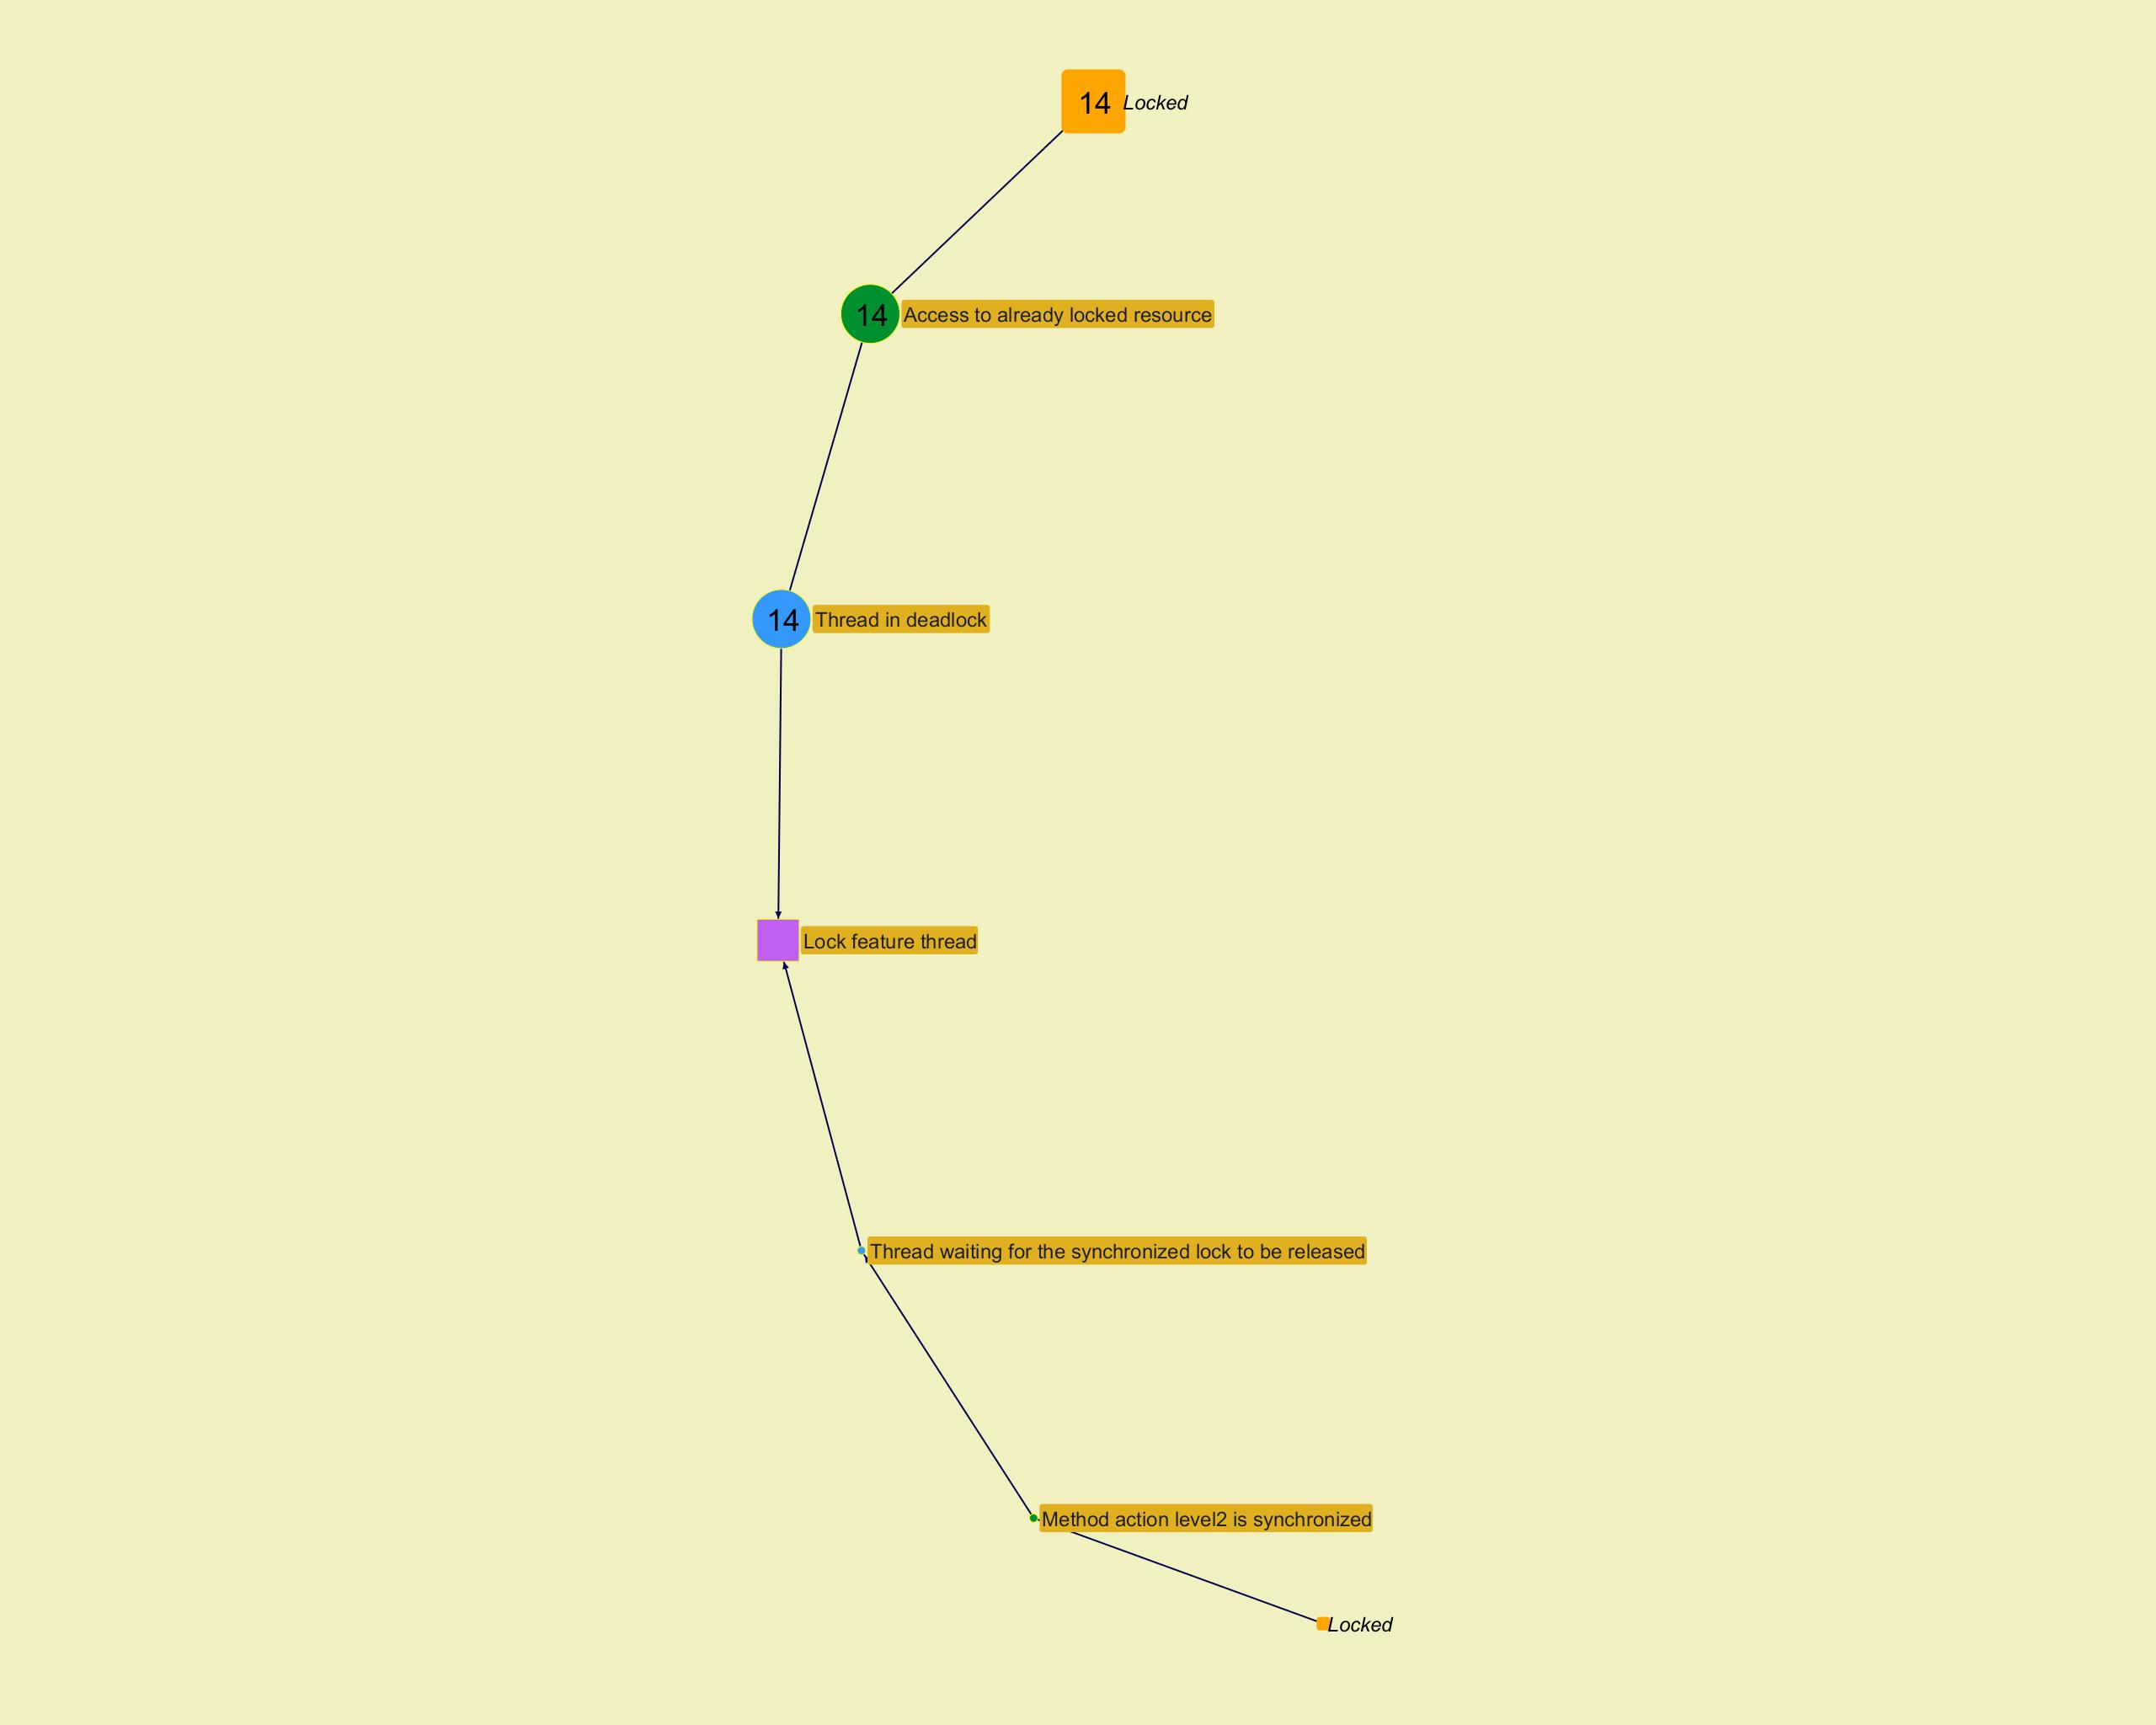 14 Locked
14 Access to already locked resource
14 Thread in deadlock
Lock feature thread
Thread waiting for the synchronized lock to be released
Method action level2 is synchronized
Locked